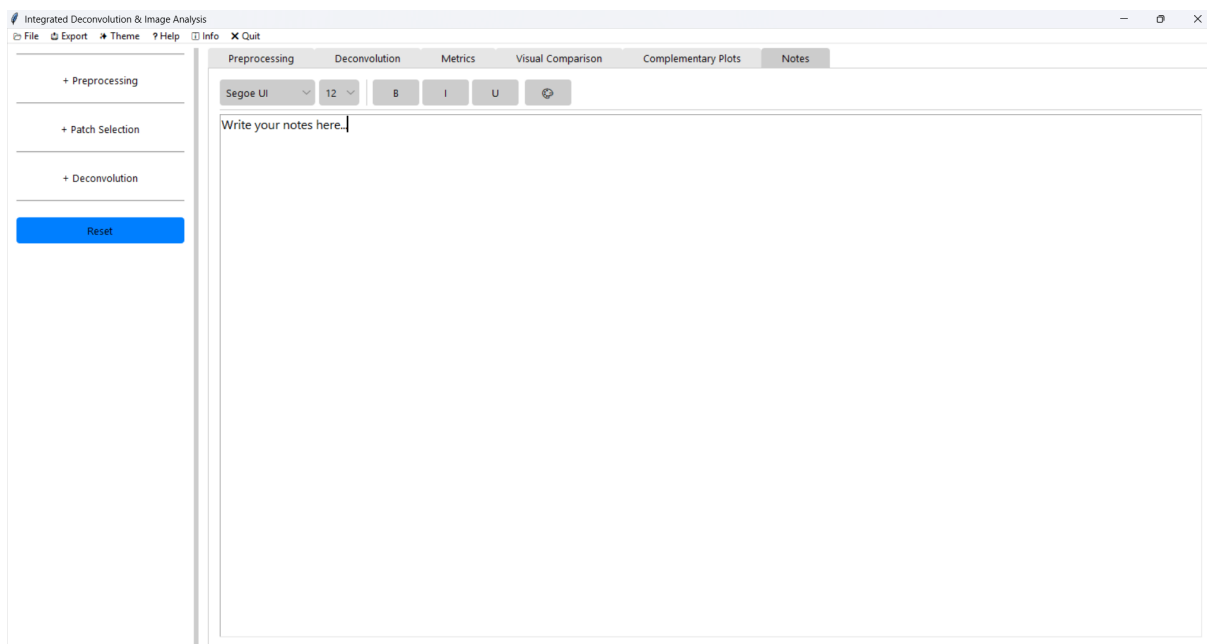 Integrated Deconvolution & Image Analysis
File Export Theme ? Help Info X Quit
+ Preprocessing
+ Patch Selection
+ Deconvolution
Reset
Preprocessing Deconvolution Metrics Visual Comparison Complementary Plots Notes
Segoe UI 12 B I U
Write your notes here...